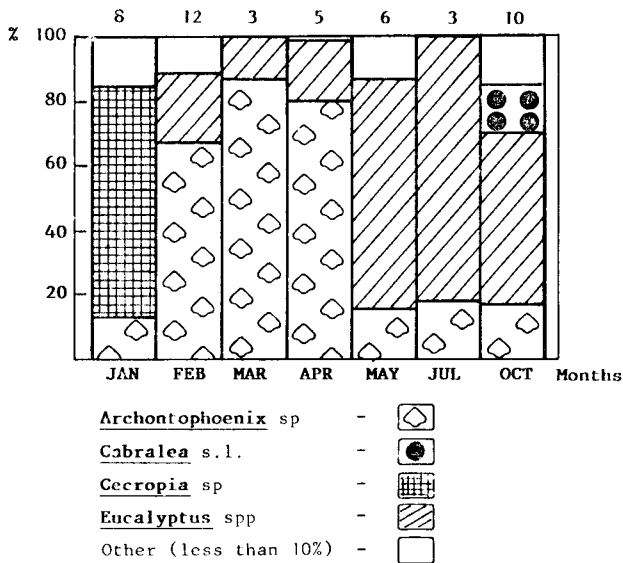 8 12 3 5 6 3 10
% 100
80
60
40
20
JAN FEB MAR APR MAY JUL OCT Months
Archontophoenix sp -
Cabralea s.l. -
Cecropia sp -
Eucalyptus spp -
Other (less than 10%) -